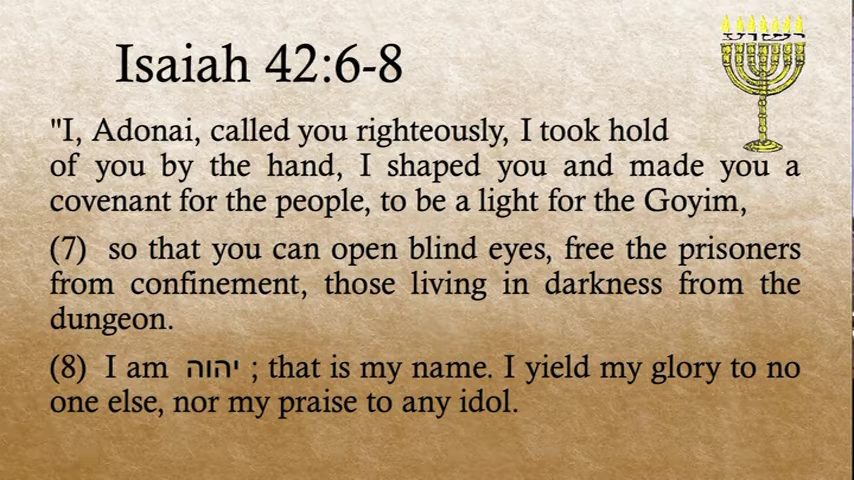 Isaiah 42:6-8
"I, Adonai, called you righteously, I took hold
of you by the hand, I shaped you and made you a
covenant for the people, to be a light for the Goyim,
(7) so that you can open blind eyes, free the prisoners
from confinement, those living in darkness from the
dungeon.
(8) I am יהוה ; that is my name. I yield my glory to no
one else, nor my praise to any idol.